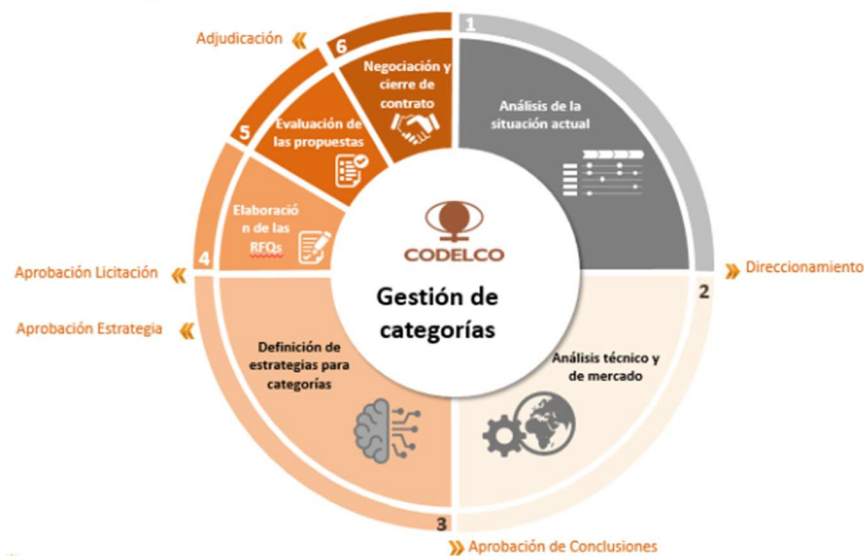 Adjudicación
6
1
Negociación y
cierre de
contrato
Análisis de la
situación actual
5
Evaluación de
las propuestas
Elaboració
n de las
RFQs
4
CODELCO
Gestión de
categorías
Aprobación Licitación
Direccionamiento
2
Aprobación Estrategia
Definición de
estrategias para
categorías
Análisis técnico y
de mercado
3
Aprobación de Conclusiones